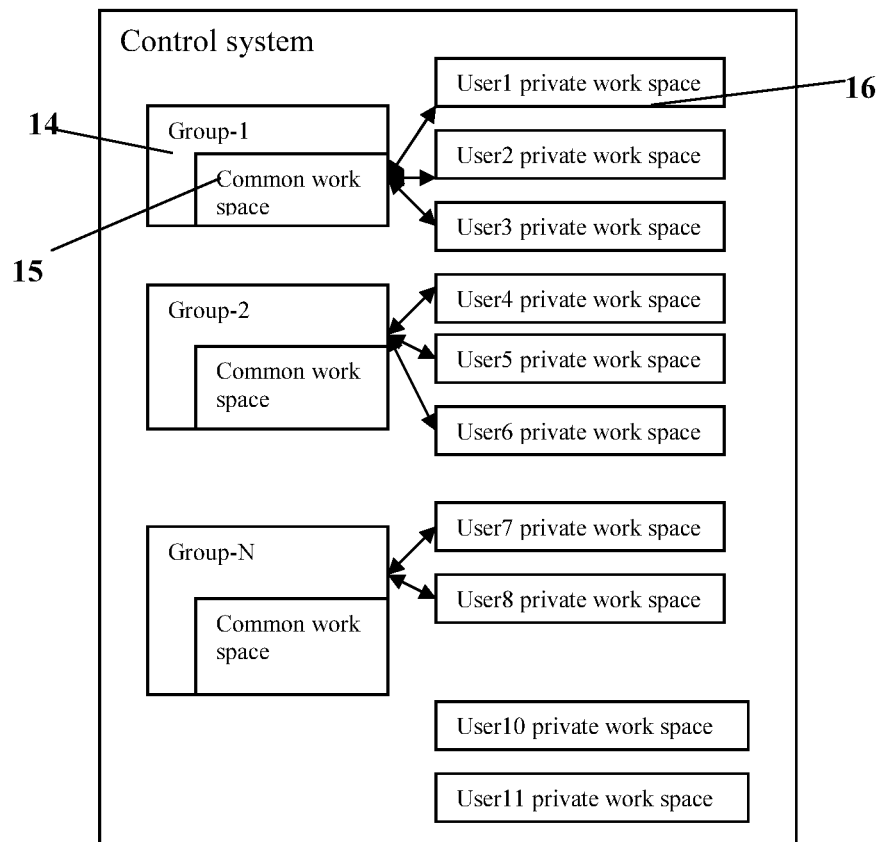 Control system
User1 private work space
16
14
Group-1
User2 private work space
Common work
space
User3 private work space
15
User4 private work space
Group-2
User5 private work space
Common work
space
User6 private work space
User7 private work space
Group-N
User8 private work space
Common work
space
User10 private work space
User11 private work space